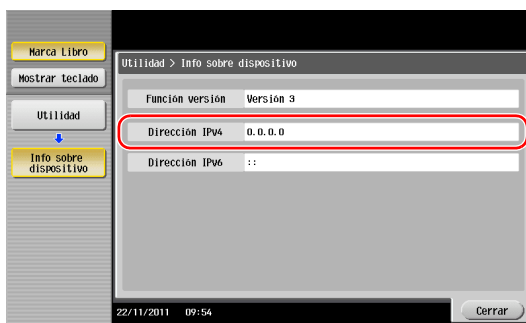 Marca Libro
Mostrar teclado
Utilidad
Info sobre
dispositivo
Utilidad > Info sobre dispositivo
Función versión Versión 3
Dirección IPv4 0.0.0.0
Dirección IPv6 ::
22/11/2011 09:54
Cerrar